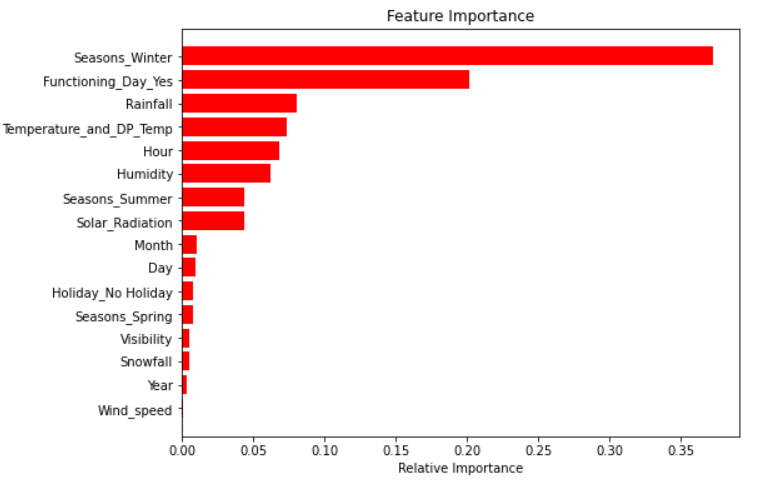 Feature Importance
Seasons_Winter
Functioning_Day_Yes
Rainfall
Temperature_and_DP_Temp
Hour
Humidity
Seasons_Summer
Solar_Radiation
Month
Day
Holiday_No Holiday
Seasons_Spring
Visibility
Snowfall
Year
Wind_speed
0.00 0.05 0.10 0.15 0.20 0.25 0.30 0.35
Relative Importance